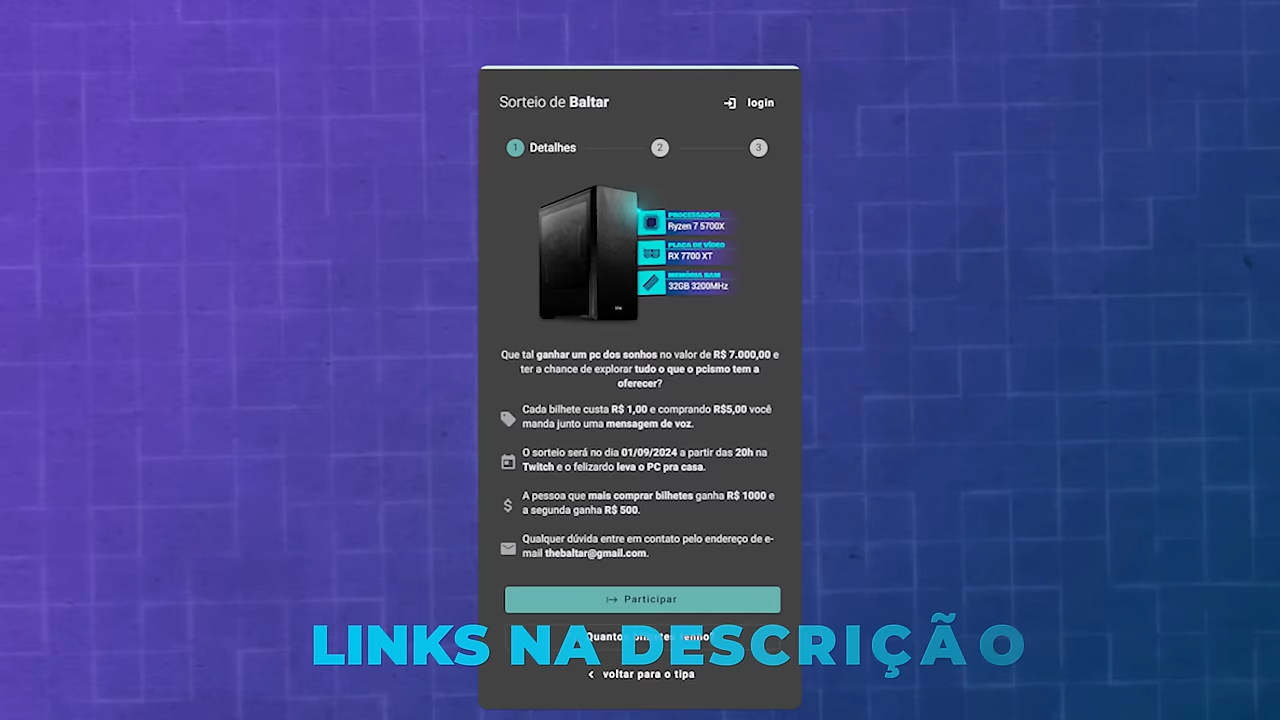 Sorteio de Baltar
login
1 Detalhes
2
3
PROCESSADOR
Ryzen 7 5700X
PLACA DE VÍDEO
RX 7700 XT
MEMÓRIA RAM
32GB 3200MHz
Que tal ganhar um pc dos sonhos no valor de R$ 7.000,00 e
ter a chance de explorar tudo o que o pcismo tem a
oferecer?
Cada bilhete custa R$ 1,00 e comprando R$5,00 você
manda junto uma mensagem de voz.
O sorteio será no dia 01/09/2024 a partir das 20h na
Twitch e o felizardo leva o PC pra casa.
A pessoa que mais comprar bilhetes ganha R$ 1000 e
a segunda ganha R$ 500.
Qualquer dúvida entre em contato pelo endereço de e-
mail thebaltar@gmail.com.
Participar
Quantos bilhetes tenho?
LINKS NA DESCRIÇÃO
voltar para o tipa